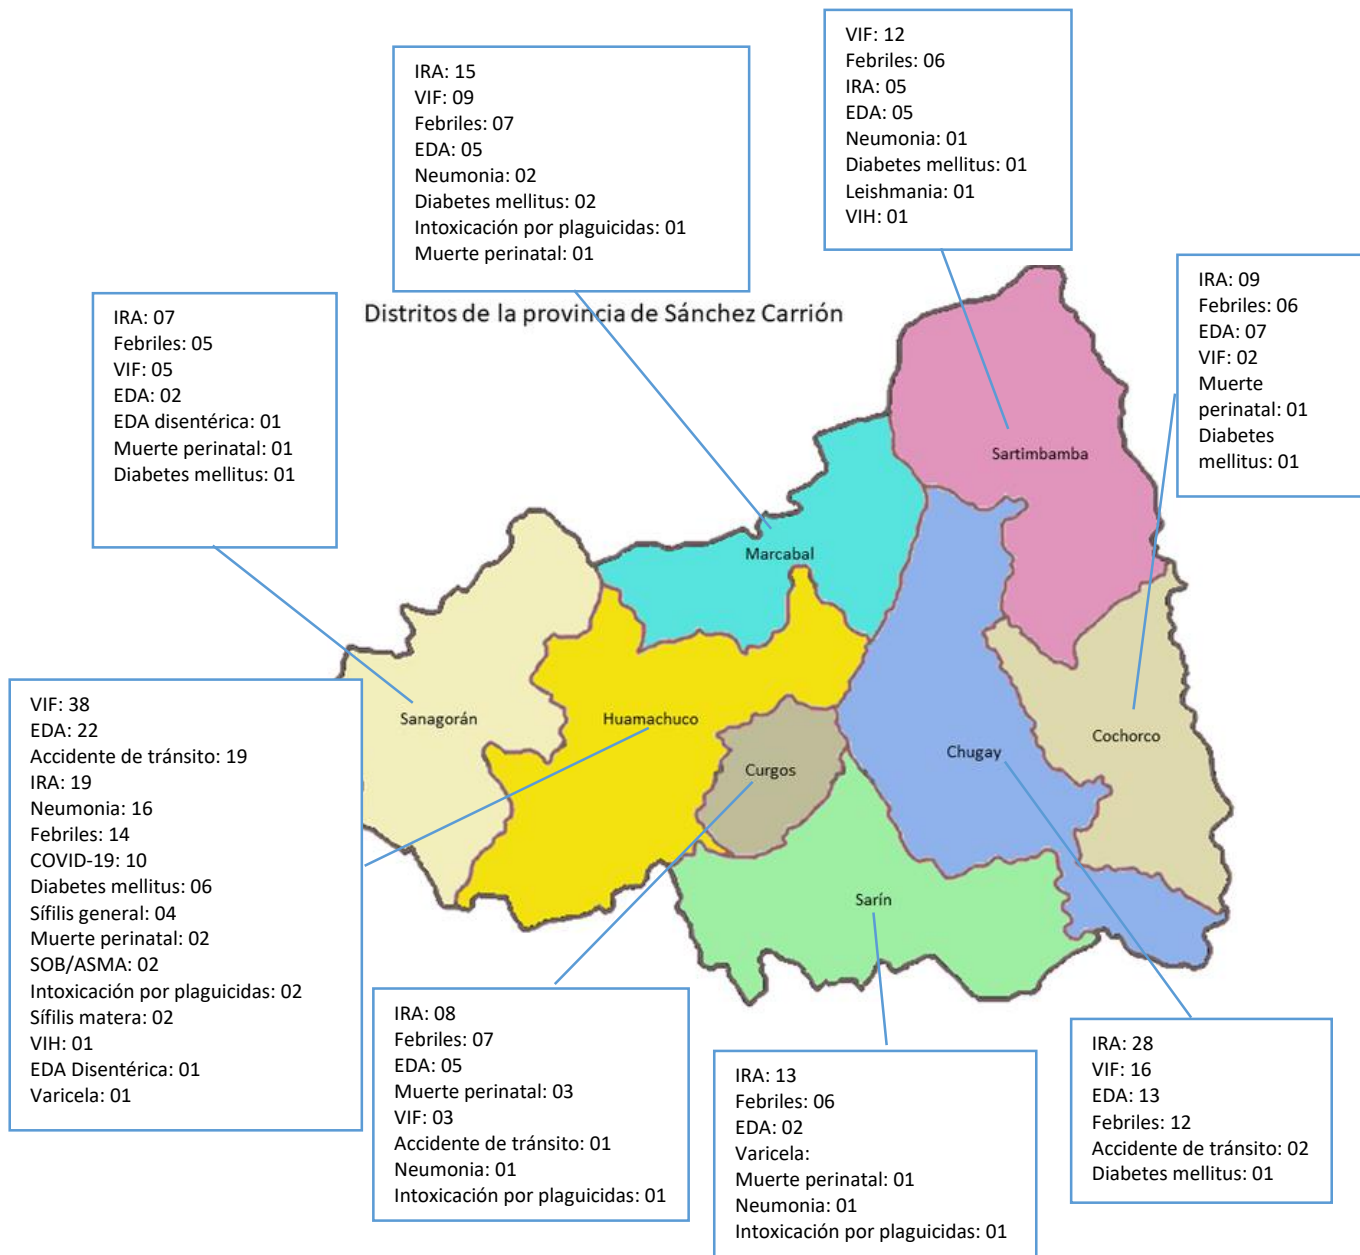 VIF: 12
Febriles: 06
IRA: 05
EDA: 05
Neumonia: 01
Diabetes mellitus: 01
Leishmania: 01
VIH: 01
IRA: 15
VIF: 09
Febriles: 07
EDA: 05
Neumonia: 02
Diabetes mellitus: 02
Intoxicación por plaguicidas: 01
Muerte perinatal: 01
IRA: 09
Febriles: 06
EDA: 07
VIF: 02
Muerte
perinatal: 01
Diabetes
mellitus: 01
IRA: 07
Febriles: 05
VIF: 05
EDA: 02
EDA disentérica: 01
Muerte perinatal: 01
Diabetes mellitus: 01
Distritos de la provincia de Sánchez Carrión
Sartimbamba
Marcabal
Sanagorán
Huamachuco
Curgos
Chugay
Cochorco
Sarín
VIF: 38
EDA: 22
Accidente de tránsito: 19
IRA: 19
Neumonia: 16
Febriles: 14
COVID-19: 10
Diabetes mellitus: 06
Sífilis general: 04
Muerte perinatal: 02
SOB/ASMA: 02
Intoxicación por plaguicidas: 02
Sífilis matera: 02
VIH: 01
EDA Disentérica: 01
Varicela: 01
IRA: 08
Febriles: 07
EDA: 05
Muerte perinatal: 03
VIF: 03
Accidente de tránsito: 01
Neumonia: 01
Intoxicación por plaguicidas: 01
IRA: 13
Febriles: 06
EDA: 02
Varicela:
Muerte perinatal: 01
Neumonia: 01
Intoxicación por plaguicidas: 01
IRA: 28
VIF: 16
EDA: 13
Febriles: 12
Accidente de tránsito: 02
Diabetes mellitus: 01